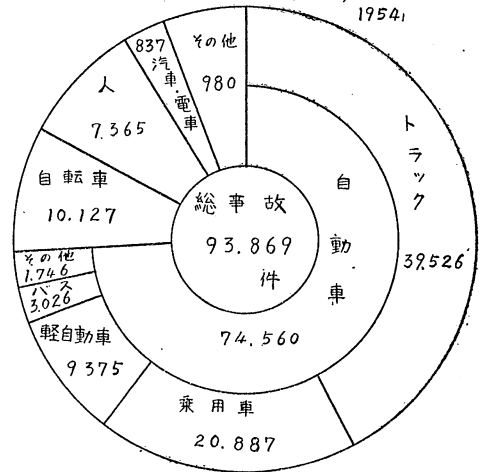 1954,
その他
980
837
汽車・電車
人
7.365
自転車
10.127
その他
1.746
バス
3.026
軽自動車
9375
乗用車
20.887
トラック
39.526
自動車
74.560
総事故
93.869
件